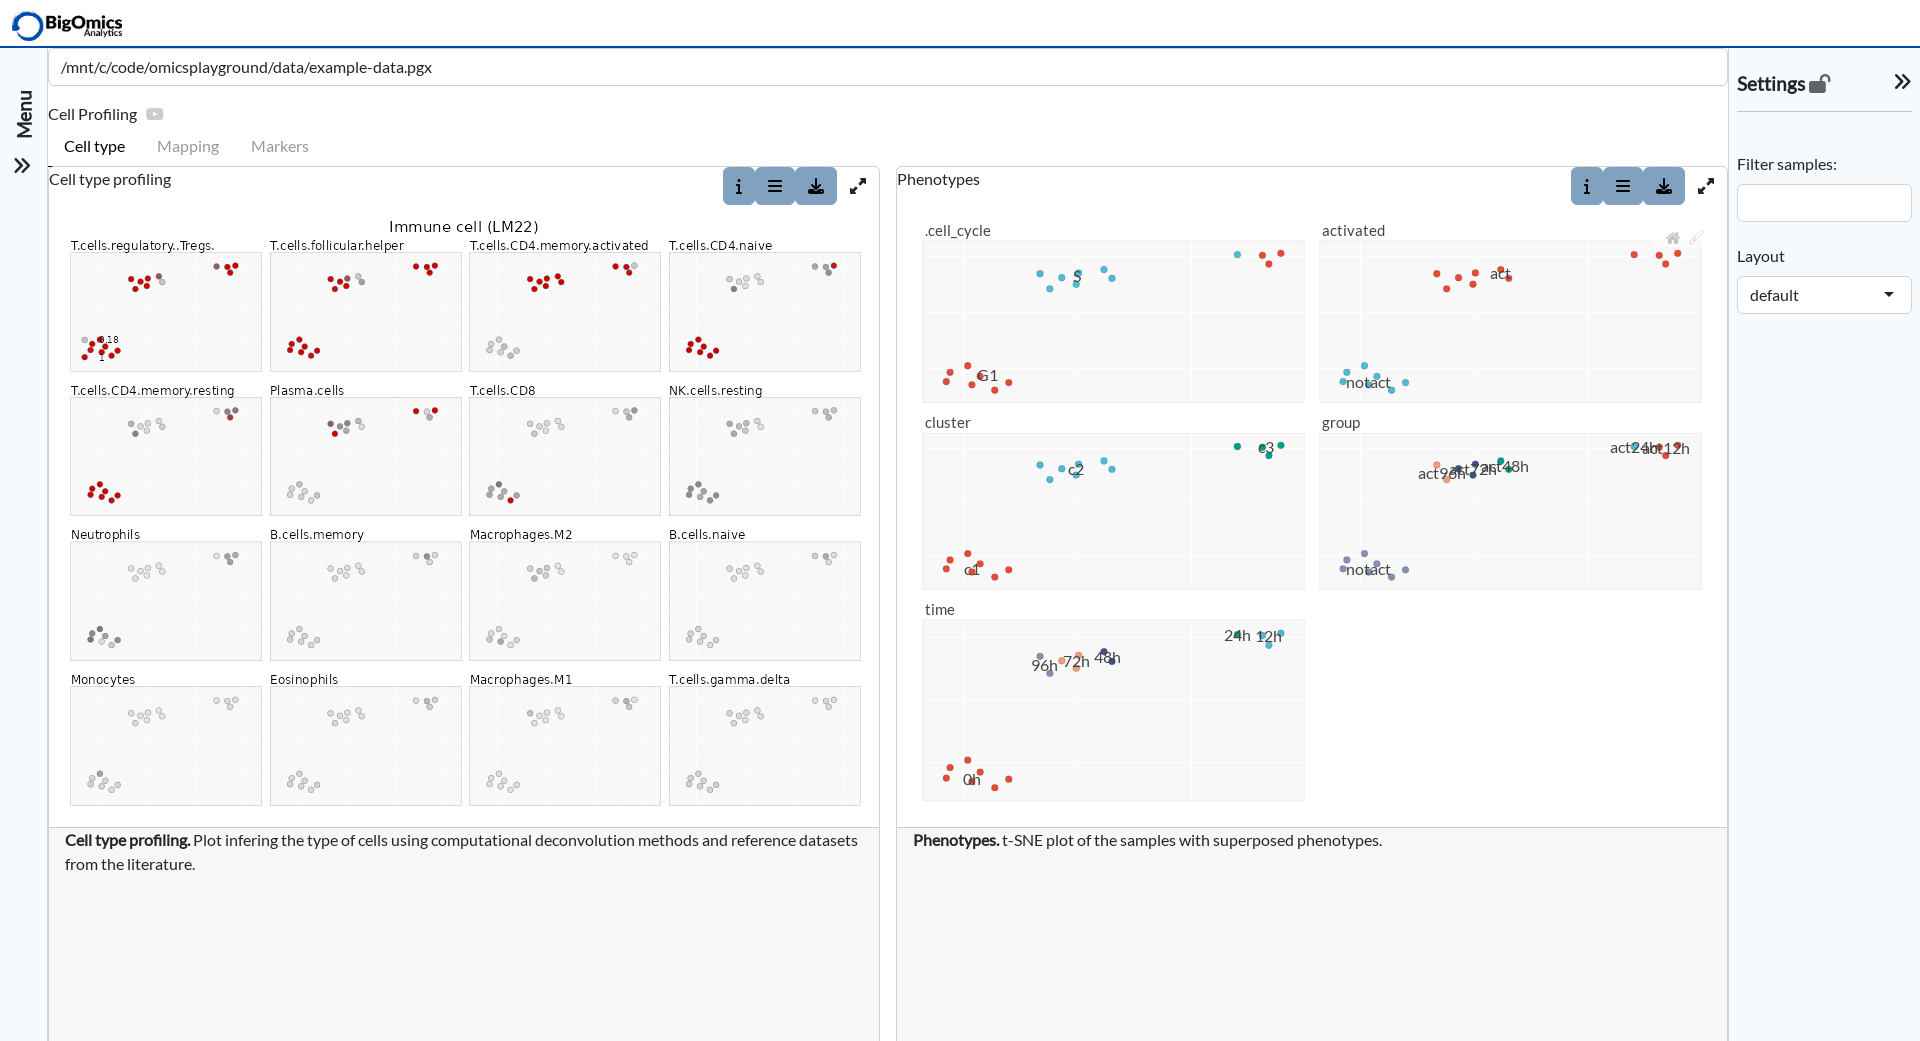 BigOmics
Analytics
/mnt/c/code/omicsplayground/data/example-data.pgx
Menu
Cell Profiling
Cell type Mapping Markers
Cell type profiling
Immune cell (LM22)
T.cells.regulatory..Tregs. T.cells.follicular.helper T.cells.CD4.memory.activated T.cells.CD4.naive
0.18
1
T.cells.CD4.memory.resting Plasma.cells T.cells.CD8 NK.cells.resting
Neutrophils B.cells.memory Macrophages.M2 B.cells.naive
Monocytes Eosinophils Macrophages.M1 T.cells.gamma.delta
Cell type profiling. Plot infering the type of cells using computational deconvolution methods and reference datasets
from the literature.
Phenotypes
.cell_cycle
S
G1
activated
act
notact
cluster
c2
c3
c1
group
act24h act12h
act96h act72h act48h
notact
time
24h 12h
96h 72h 48h
0h
Phenotypes. t-SNE plot of the samples with superposed phenotypes.
Settings
Filter samples:
Layout
default